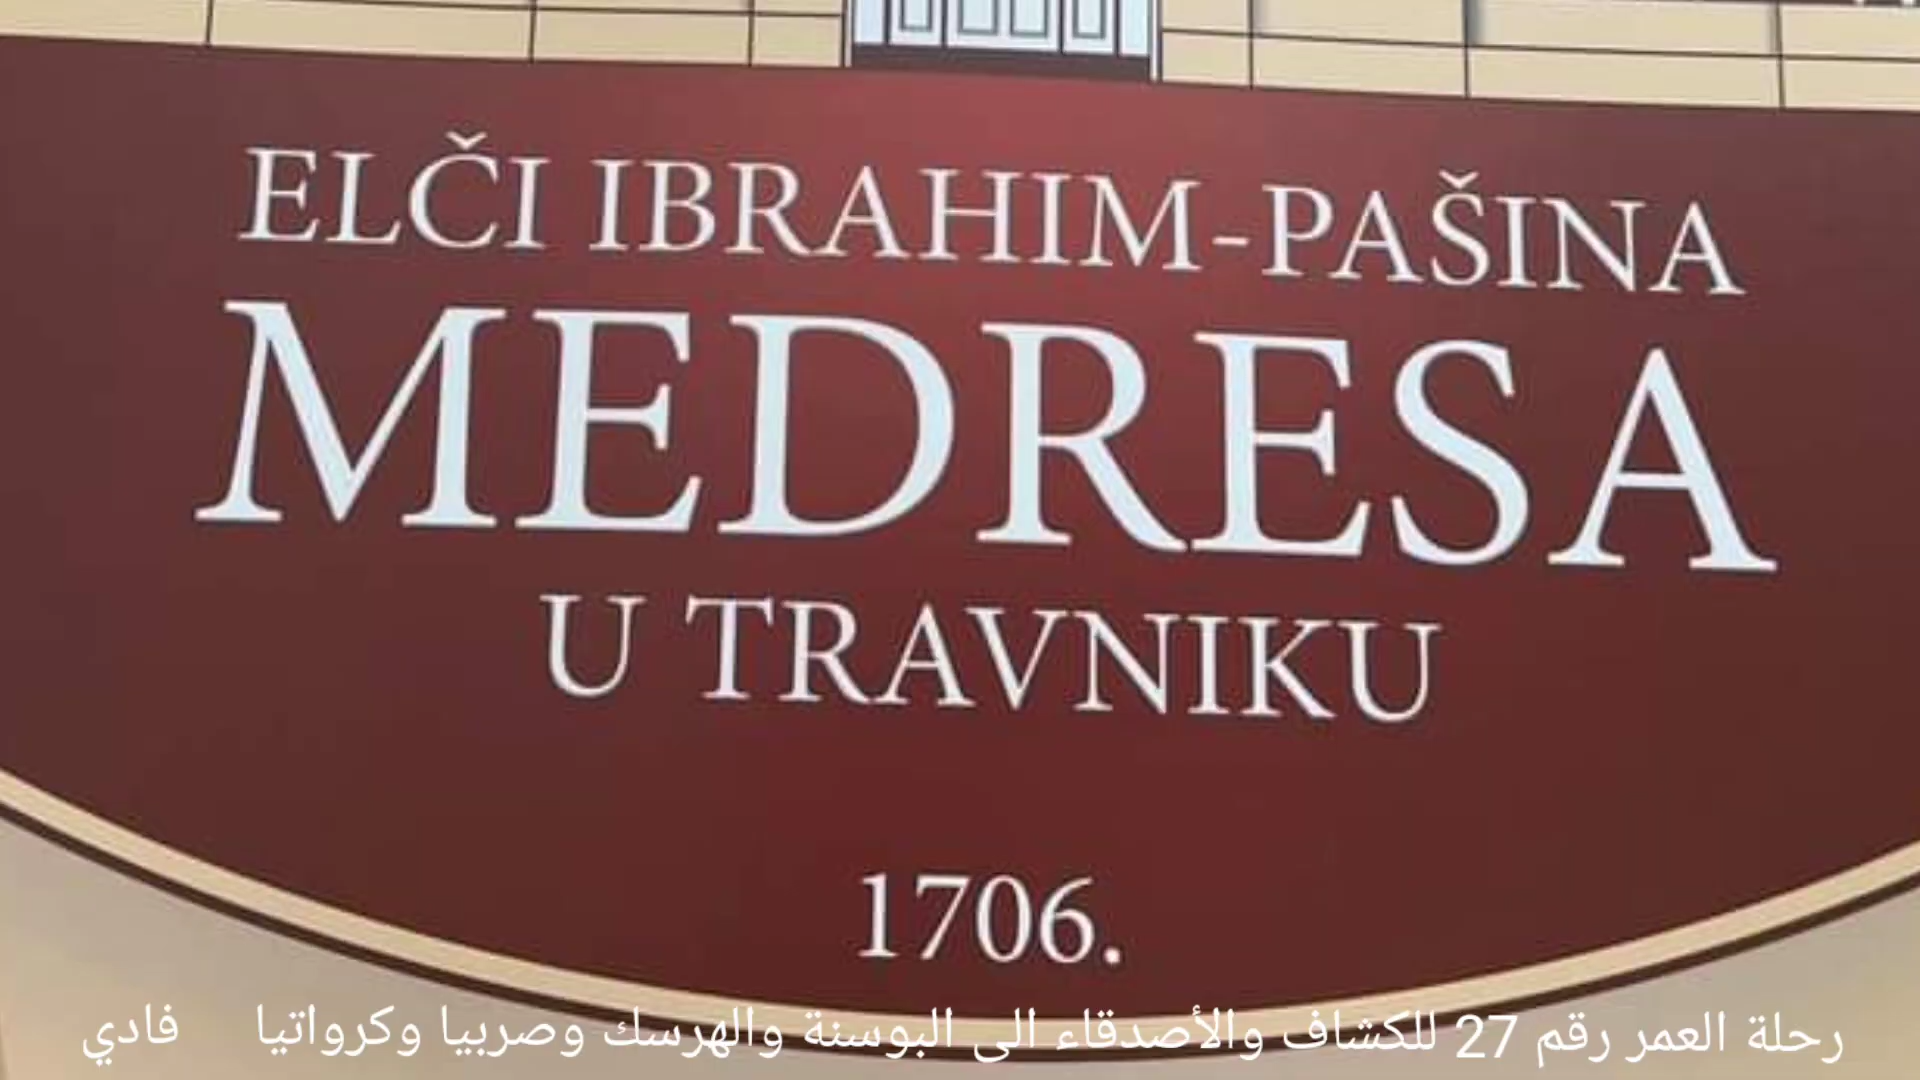 ELČI IBRAHIM-PAŠINA
MEDRESA
U TRAVNIKU
1706.
رحلة العمر رقم 27 للكشاف والأصدقاء الى البوسنة والهرسك وصربيا وكرواتيا فادي